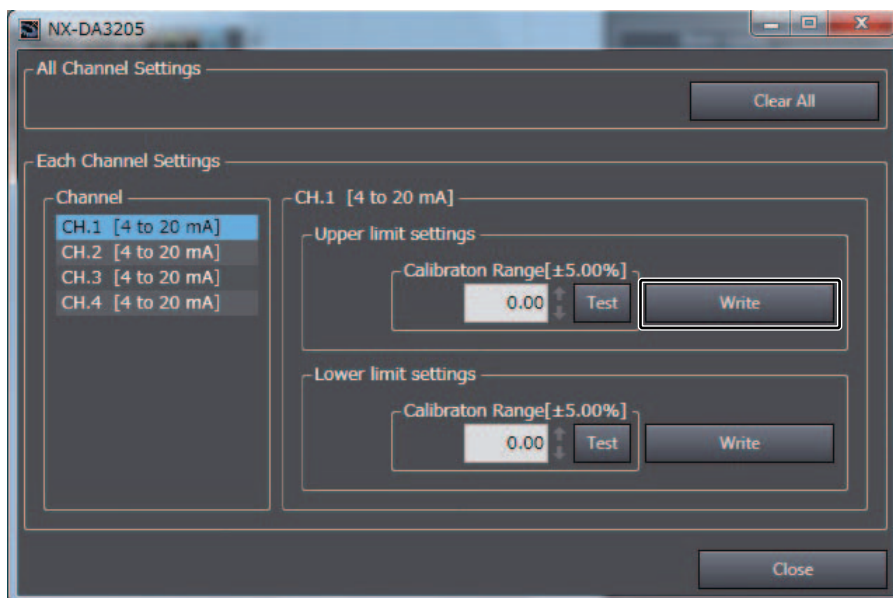 NX-DA3205
All Channel Settings
Clear All
Each Channel Settings
Channel
CH.1 [4 to 20 mA]
CH.2 [4 to 20 mA]
CH.3 [4 to 20 mA]
CH.4 [4 to 20 mA]
CH.1 [4 to 20 mA]
Upper limit settings
Calibraton Range[±5.00%]
0.00 Test Write
Lower limit settings
Calibraton Range[±5.00%]
0.00 Test Write
Close